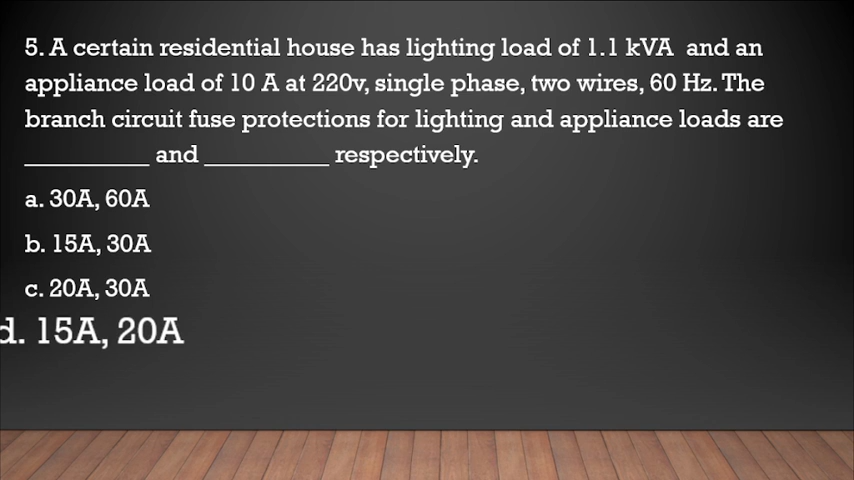 5. A certain residential house has lighting load of 1.1 kVA and an
appliance load of 10 A at 220v, single phase, two wires, 60 Hz. The
branch circuit fuse protections for lighting and appliance loads are
__________ and __________ respectively.
a. 30A, 60A
b. 15A, 30A
c. 20A, 30A
d. 15A, 20A